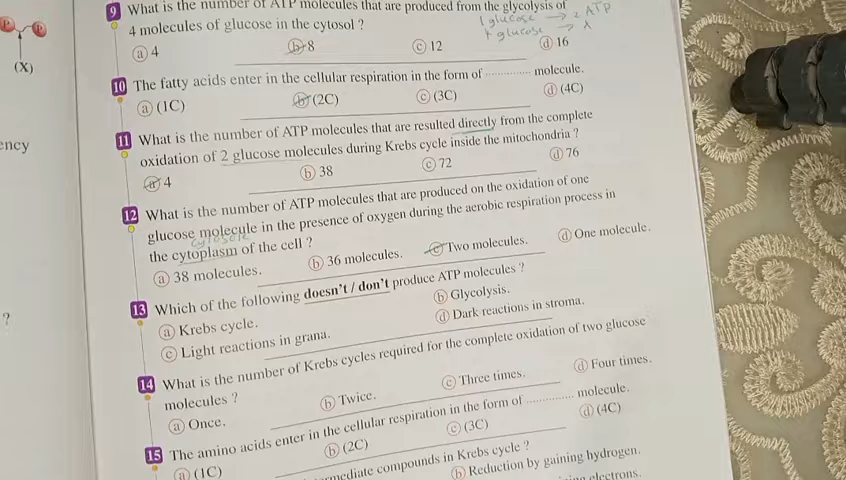 9 What is the number of ATP molecules that are produced from the glycolysis of
4 molecules of glucose in the cytosol ?
1 glucose → 2 ATP
4 glucose →
a 4 b 8 c 12 d 16
10 The fatty acids enter in the cellular respiration in the form of .............. molecule.
a (1C) b (2C) c (3C) d (4C)
11 What is the number of ATP molecules that are resulted directly from the complete
oxidation of 2 glucose molecules during Krebs cycle inside the mitochondria ?
a 4 b 38 c 72 d 76
12 What is the number of ATP molecules that are produced on the oxidation of one
glucose molecule in the presence of oxygen during the aerobic respiration process in
the cytoplasm of the cell ?
a 38 molecules. b 36 molecules. c Two molecules. d One molecule.
13 Which of the following doesn't / don't produce ATP molecules ?
a Krebs cycle. b Glycolysis.
c Light reactions in grana. d Dark reactions in stroma.
14 What is the number of Krebs cycles required for the complete oxidation of two glucose
molecules ?
a Once. b Twice. c Three times. d Four times.
15 The amino acids enter in the cellular respiration in the form of .............. molecule.
a (1C) b (2C) c (3C) d (4C)
compounds in Krebs cycle ?
b Reduction by gaining hydrogen.
electrons.
P P
(X)
ency
?